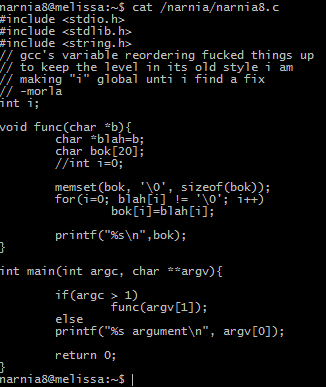 narnia8@melissa:~$ cat /narnia/narnia8.c
#include <stdio.h>
#include <stdlib.h>
#include <string.h>
// gcc's variable reordering fucked things up
// to keep the level in its old style i am
// making "i" global unti i find a fix
// -morla
int i;

void func(char *b){
        char *blah=b;
        char bok[20];
        //int i=0;

        memset(bok, '\0', sizeof(bok));
        for(i=0; blah[i] != '\0'; i++)
                bok[i]=blah[i];

        printf("%s\n",bok);
}

int main(int argc, char **argv){

        if(argc > 1)
                func(argv[1]);
        else
        printf("%s argument\n", argv[0]);

        return 0;
}
narnia8@melissa:~$